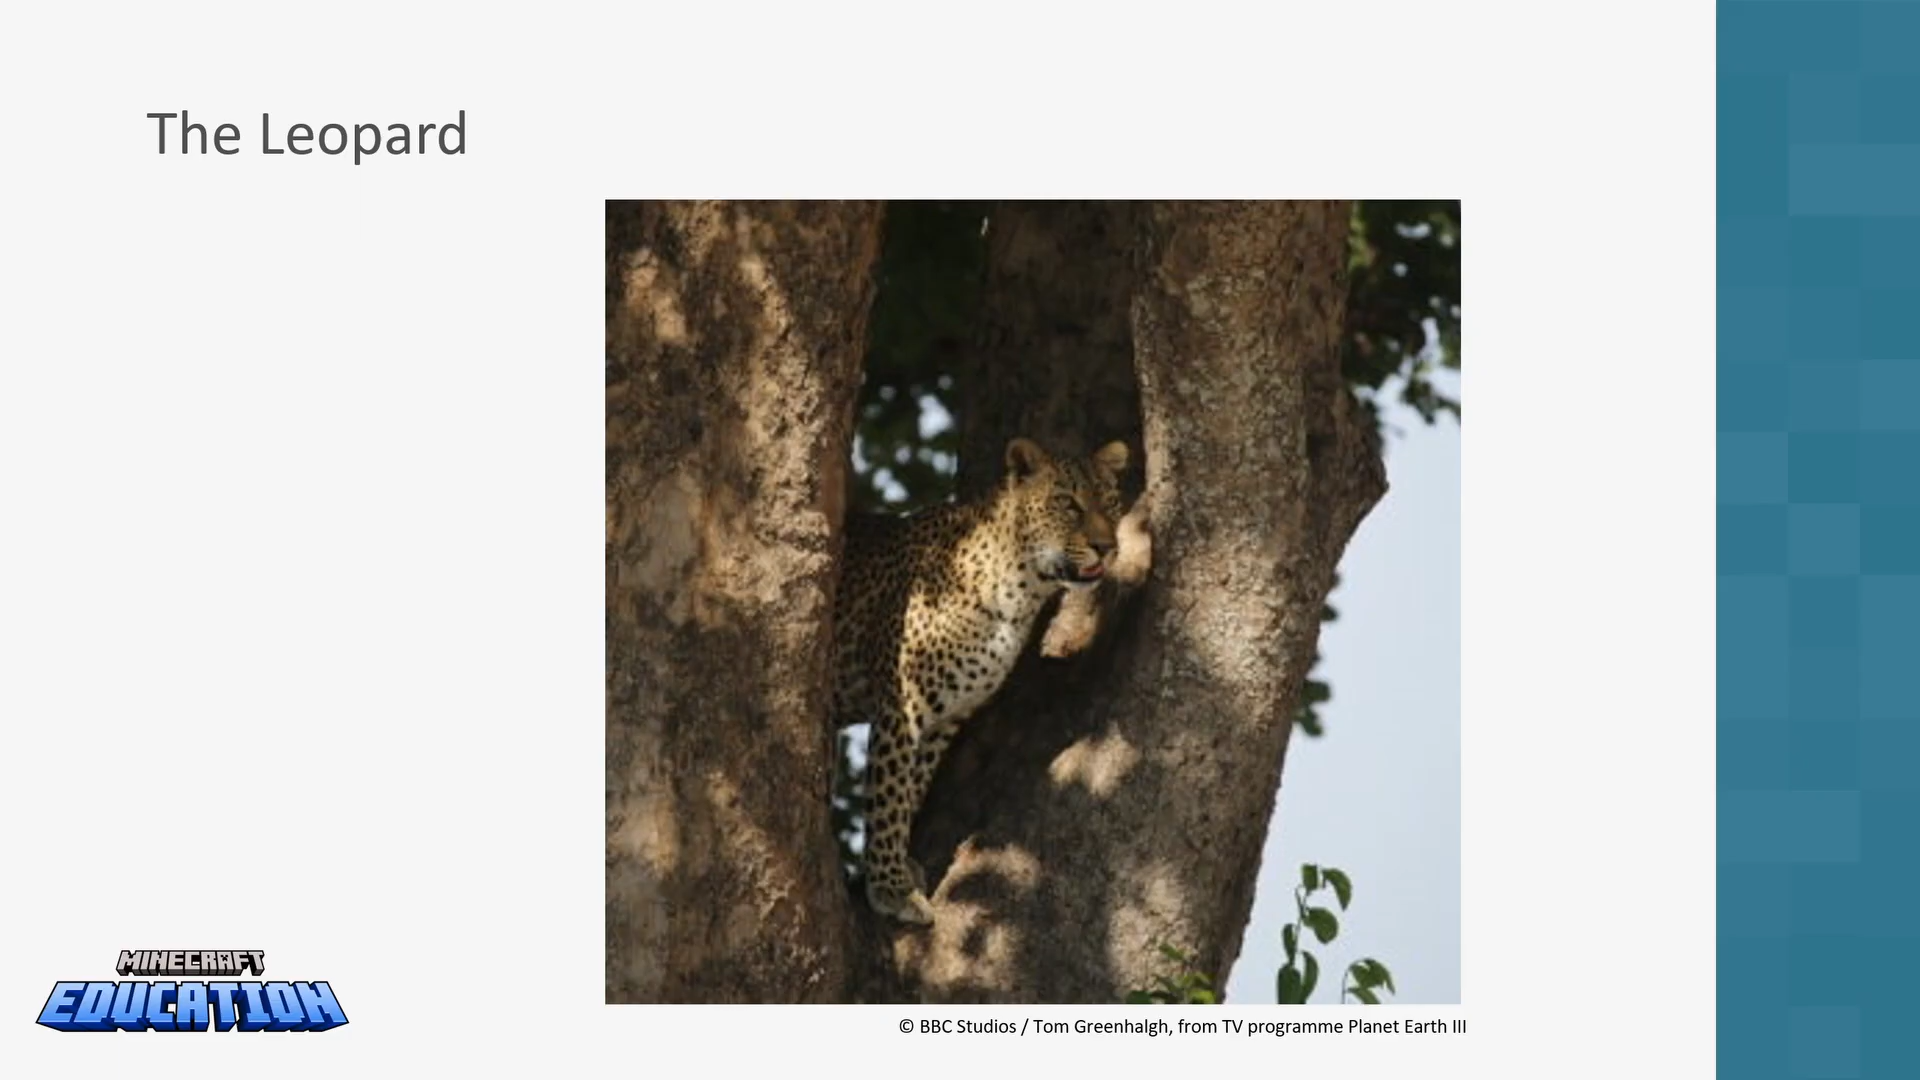 The Leopard
MINECRAFT
EDUCATION
© BBC Studios / Tom Greenhalgh, from TV programme Planet Earth III